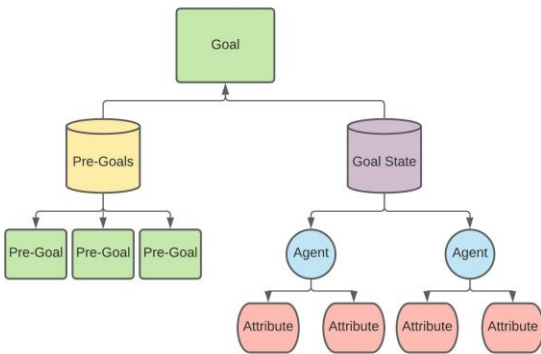 Goal
Pre-Goals
Goal State
Pre-Goal Pre-Goal Pre-Goal
Agent Agent
Attribute Attribute Attribute Attribute